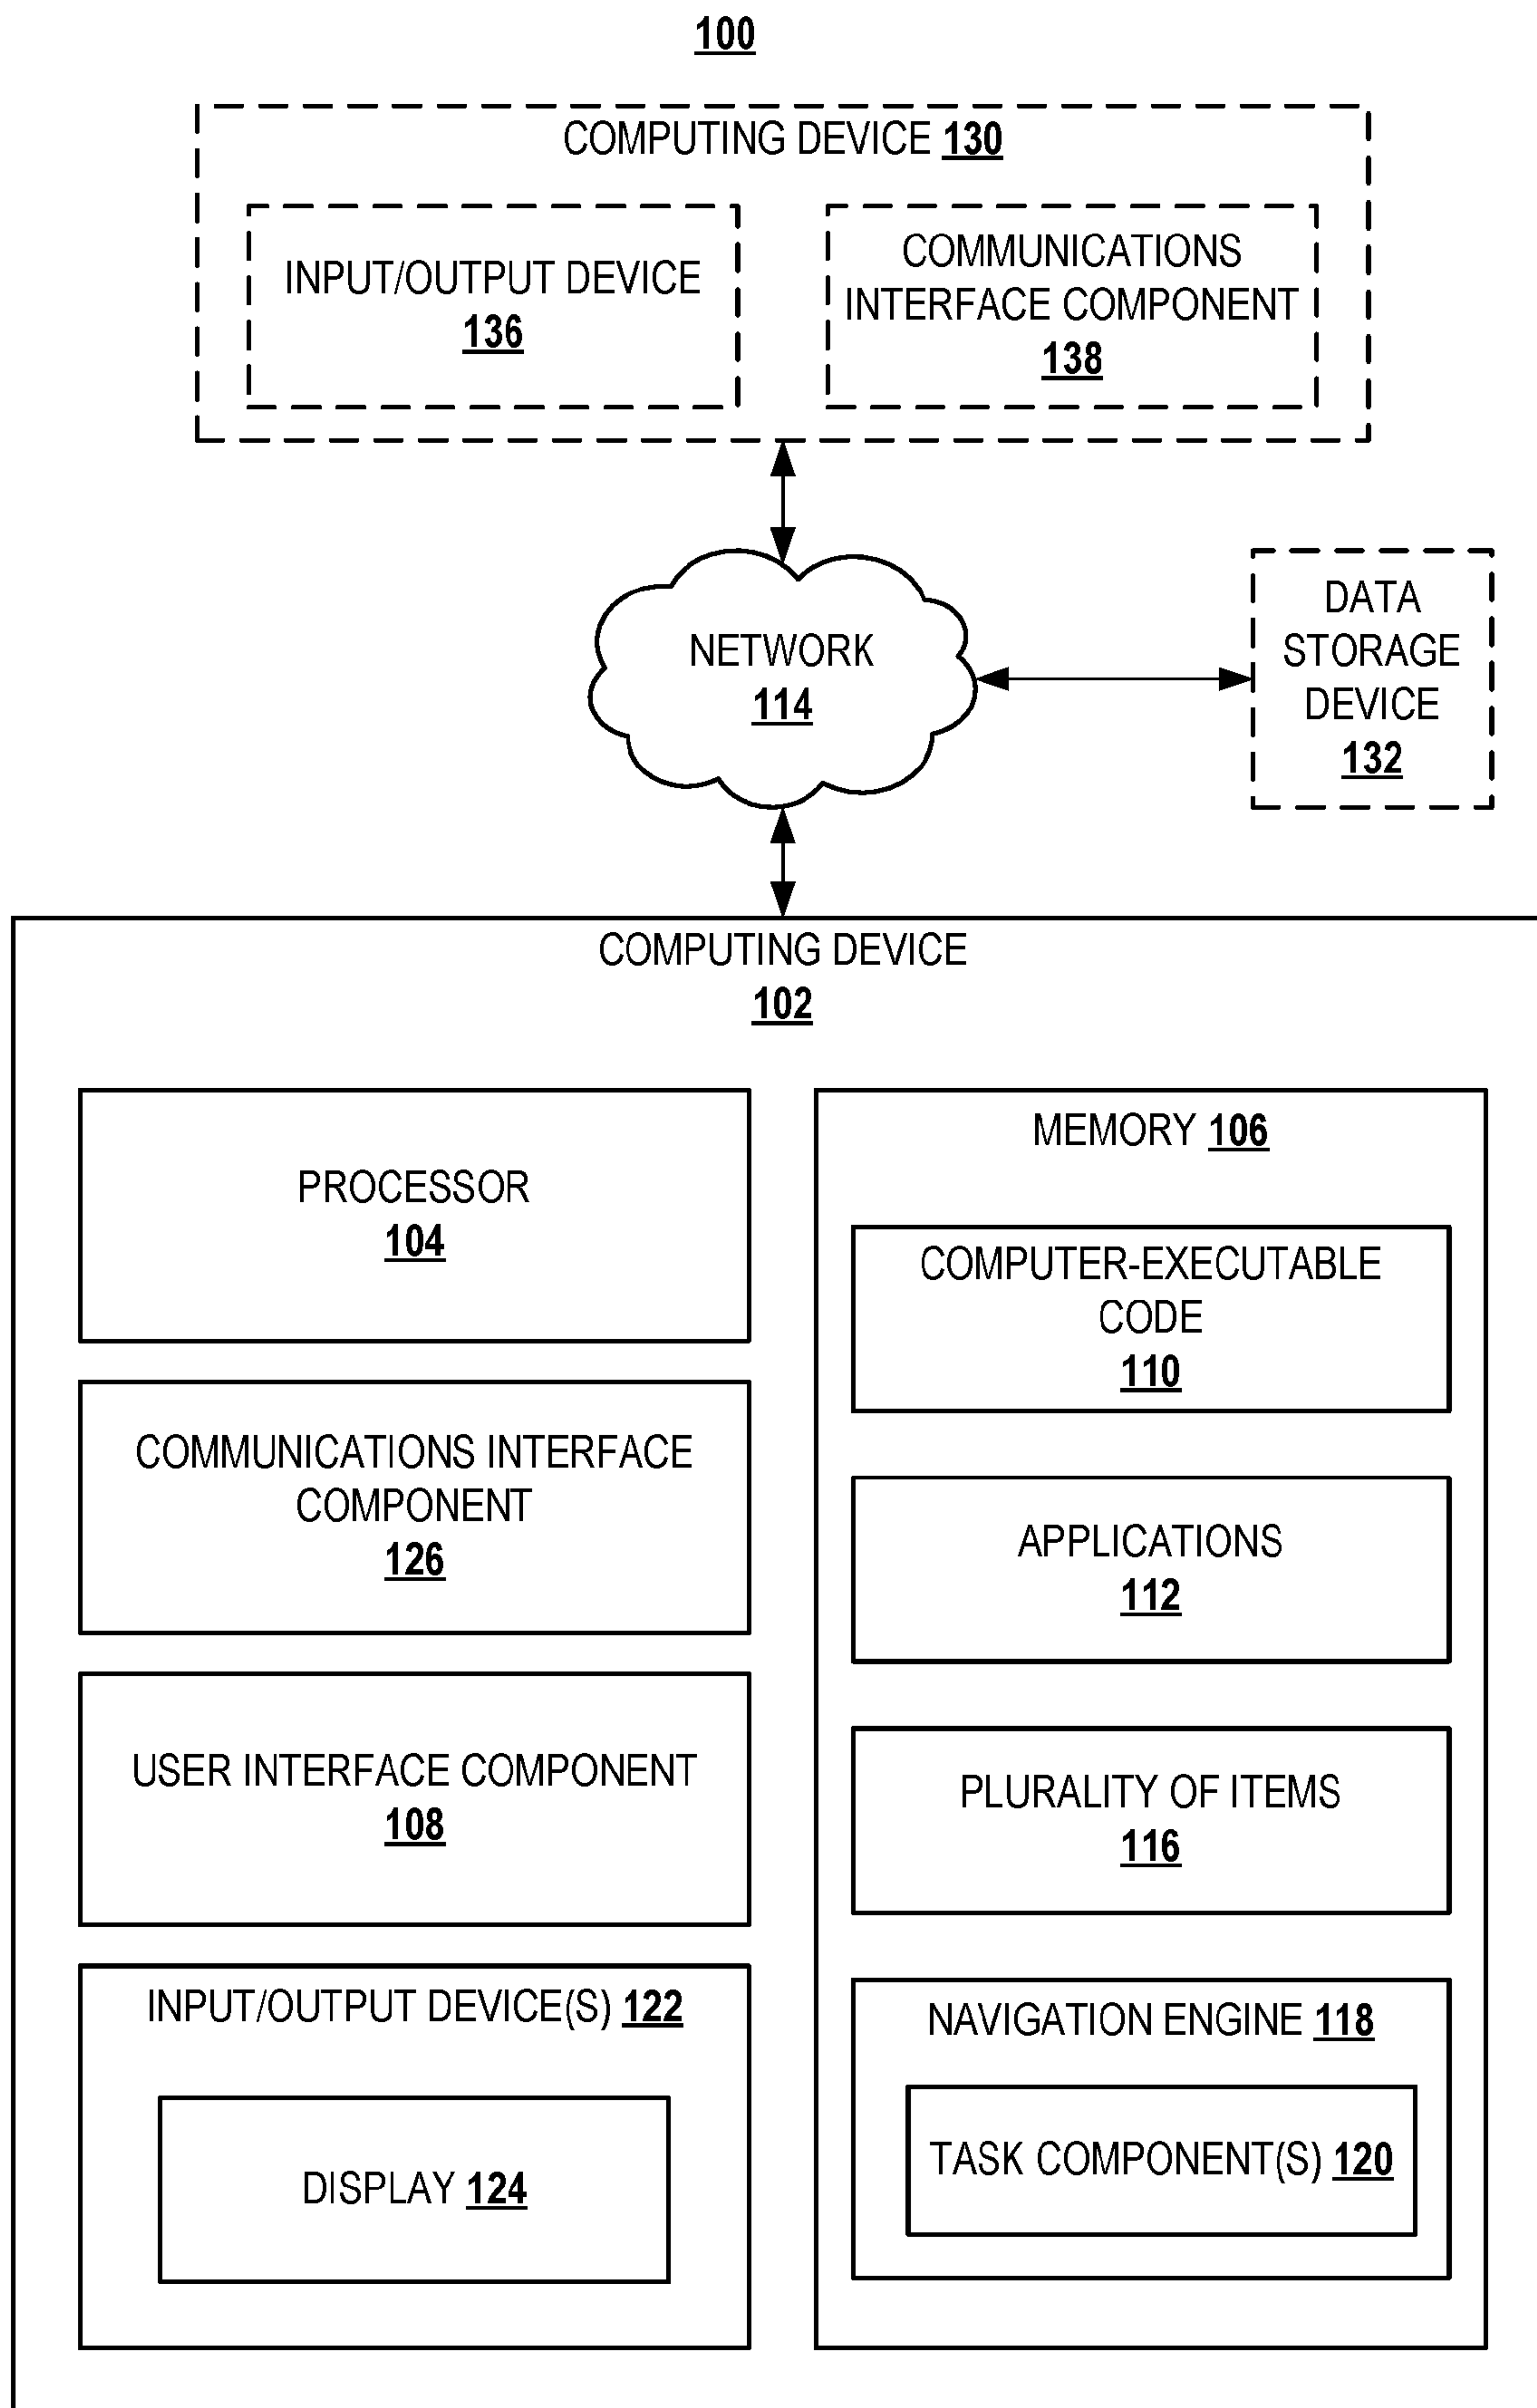 100
COMPUTING DEVICE 130
INPUT/OUTPUT DEVICE
136
COMMUNICATIONS
INTERFACE COMPONENT
138
NETWORK
114
DATA
STORAGE
DEVICE
132
COMPUTING DEVICE
102
PROCESSOR
104
COMMUNICATIONS INTERFACE
COMPONENT
126
USER INTERFACE COMPONENT
108
INPUT/OUTPUT DEVICE(S) 122
DISPLAY 124
MEMORY 106
COMPUTER-EXECUTABLE
CODE
110
APPLICATIONS
112
PLURALITY OF ITEMS
116
NAVIGATION ENGINE 118
TASK COMPONENT(S) 120